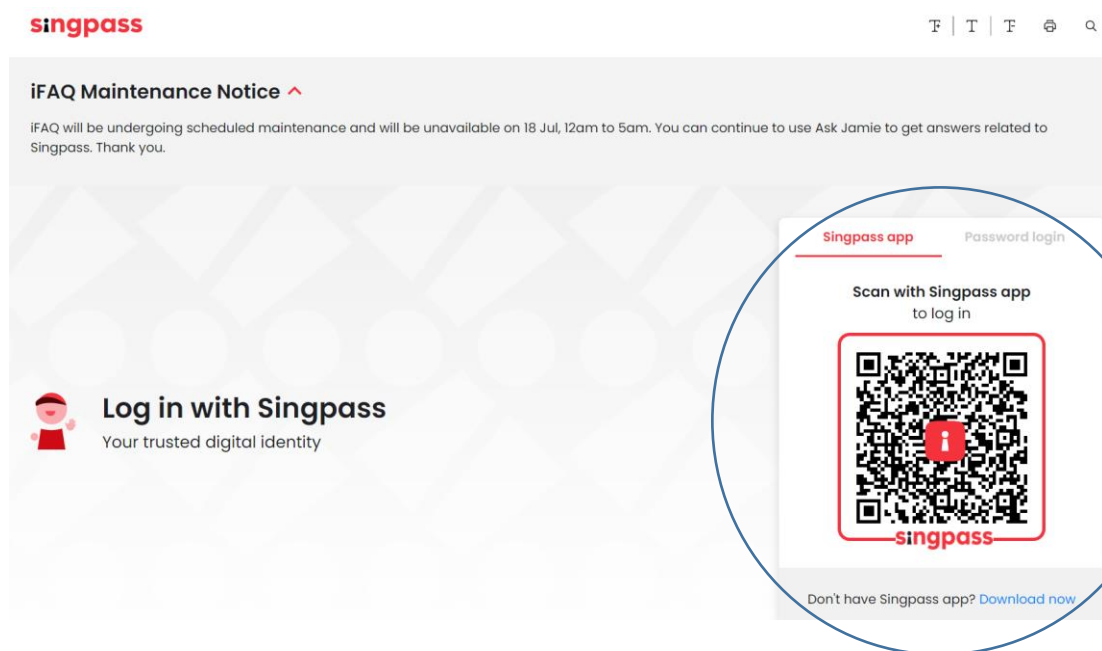 singpass
T+ | T | T-
iFAQ Maintenance Notice
iFAQ will be undergoing scheduled maintenance and will be unavailable on 18 Jul, 12am to 5am. You can continue to use Ask Jamie to get answers related to
Singpass. Thank you.
Singpass app Password login
Scan with Singpass app
to log in
singpass
Log in with Singpass
Your trusted digital identity
Don't have Singpass app? Download now